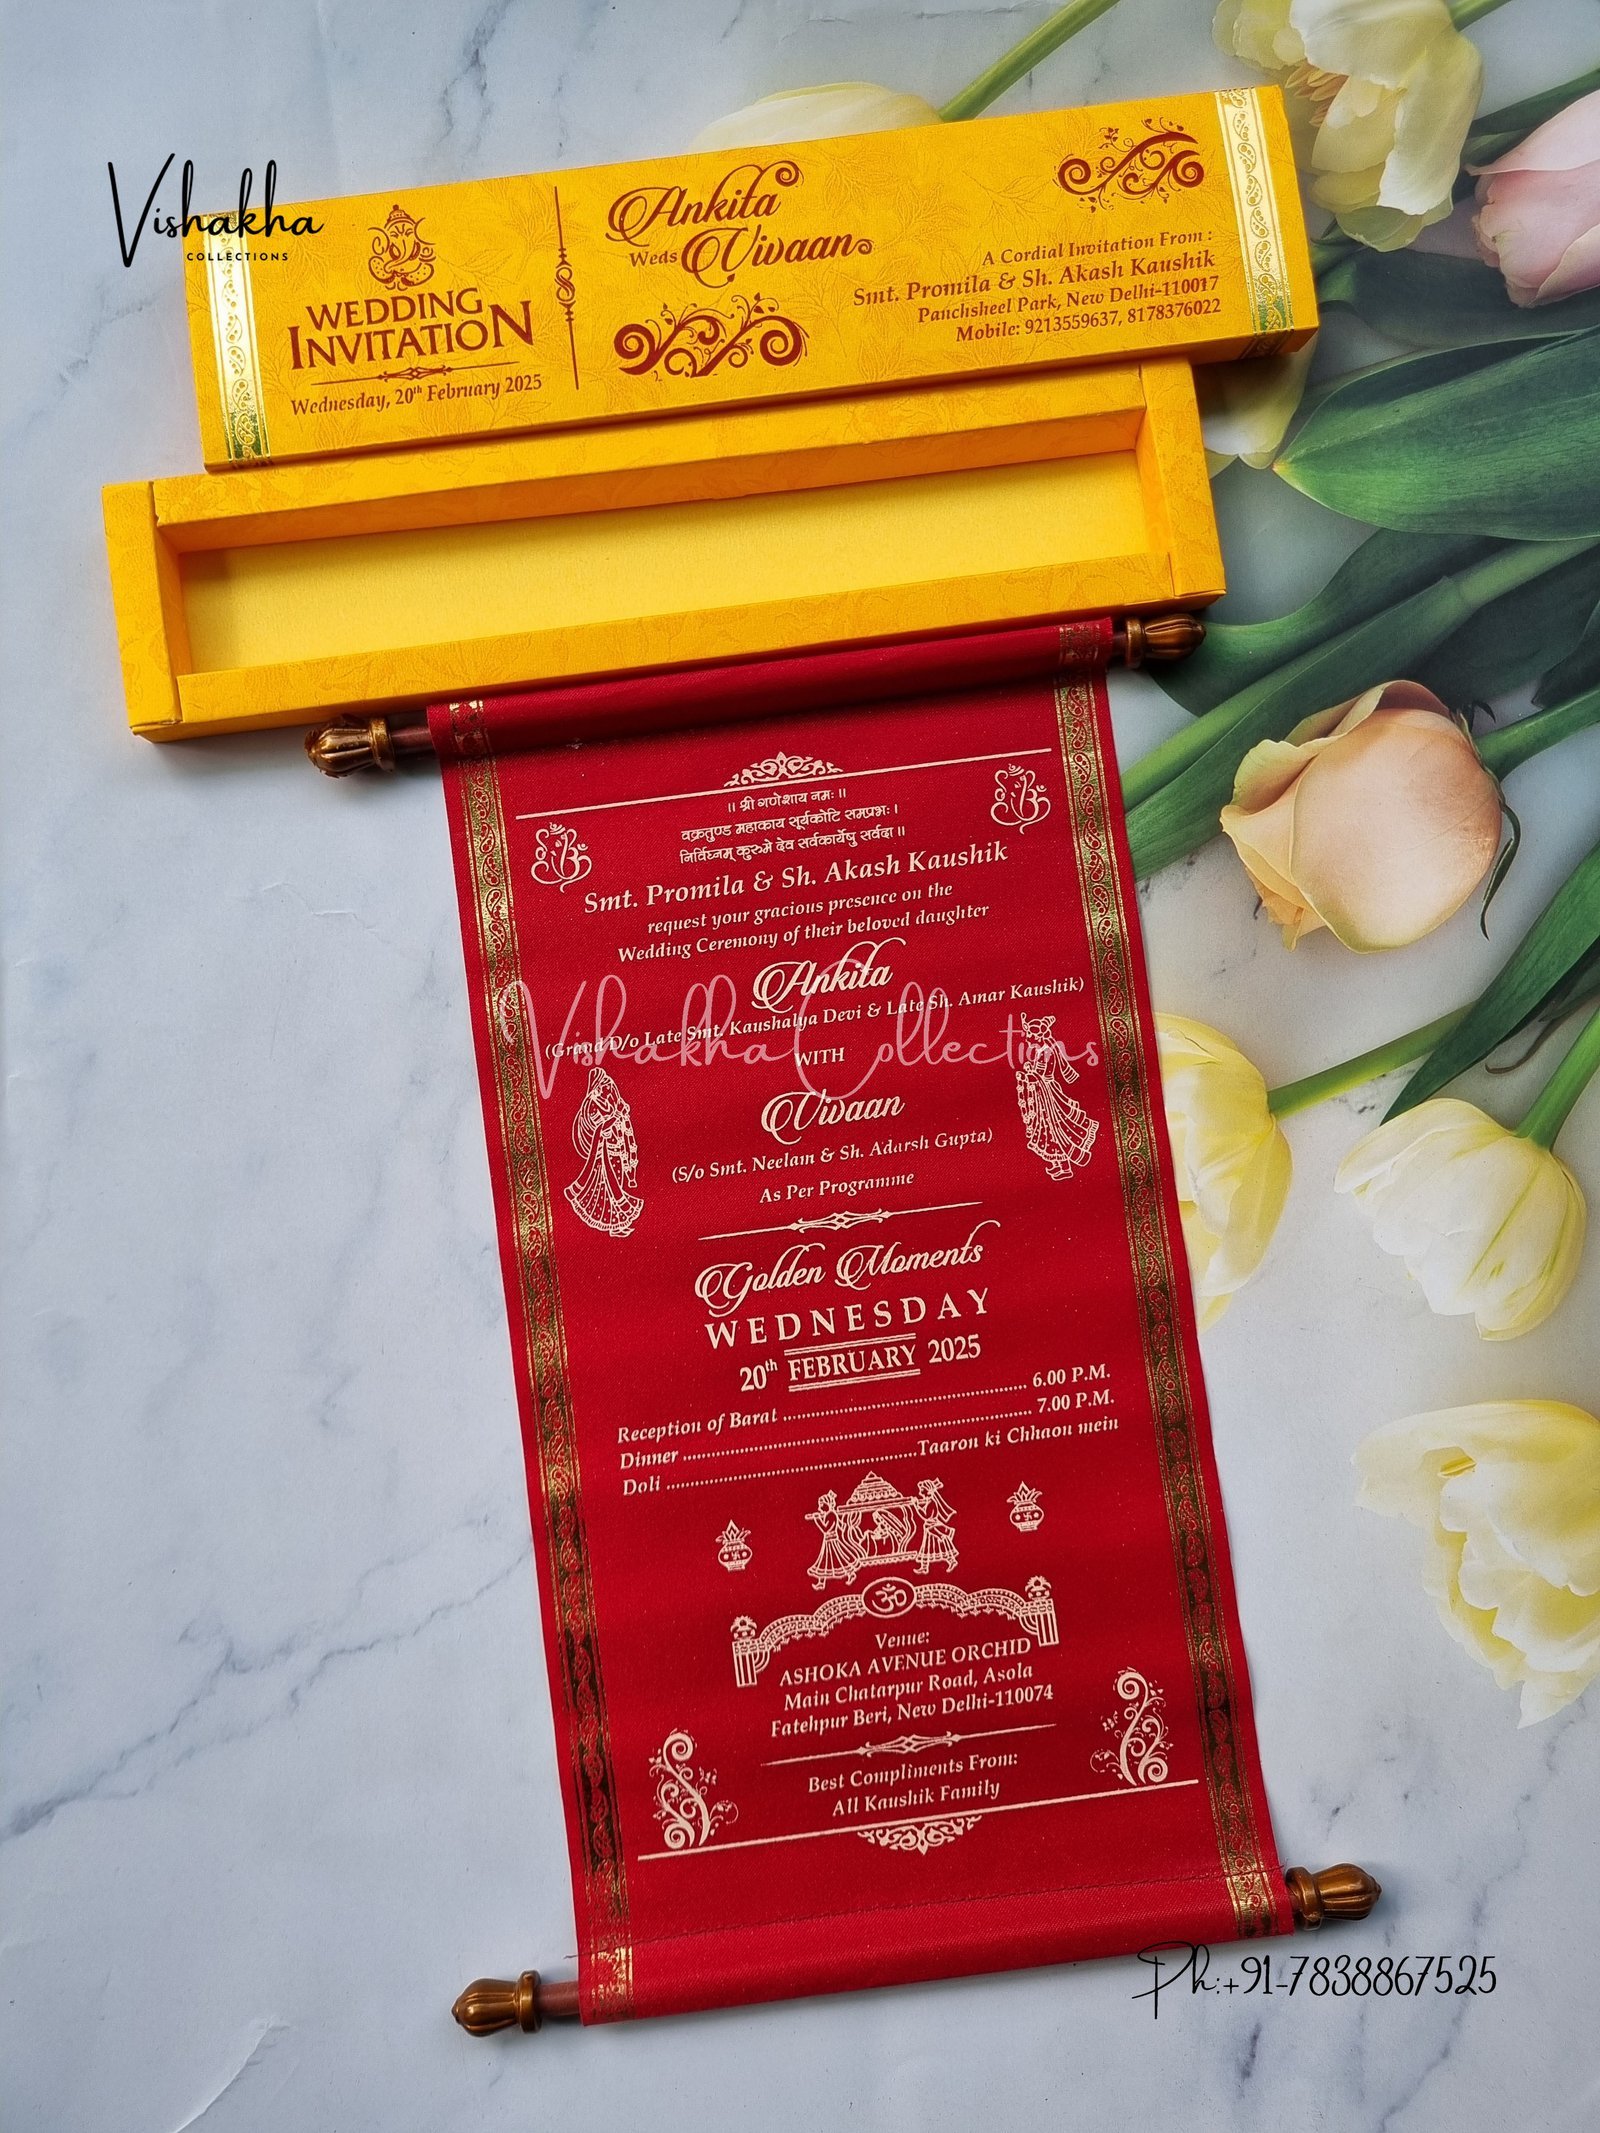 Vishakha
COLLECTIONS
WEDDING
INVITATION
Wednesday, 20th February 2025
Ankita
Weds Vivaan
A Cordial Invitation From :
Smt. Promila & Sh. Akash Kaushik
Panchsheel Park, New Delhi-110017
Mobile: 9213559637, 8178376022
।। श्री गणेशाय नमः ।।
वक्रतुण्ड महाकाय सूर्यकोटि समप्रभः ।
निर्विघ्नम् कुरुमे देव सर्वकार्येषु सर्वदा ।।
Smt. Promila & Sh. Akash Kaushik
request your gracious presence on the
Wedding Ceremony of their beloved daughter
Ankita
(Grand D/o Late Smt. Kaushalya Devi & Late Sh. Amar Kaushik)
Vishakha Collections
WITH
Vivaan
(S/o Smt. Neelam & Sh. Adarsh Gupta)
As Per Programme
Golden Moments
WEDNESDAY
20th FEBRUARY 2025
Reception of Barat ........................ 6.00 P.M.
Dinner ........................ 7.00 P.M.
Doli ........................Taaron ki Chhaon mein
ॐ
Venue:
ASHOKA AVENUE ORCHID
Main Chatarpur Road, Asola
Fatehpur Beri, New Delhi-110074
Best Compliments From:
All Kaushik Family
Ph:+91-7838867525